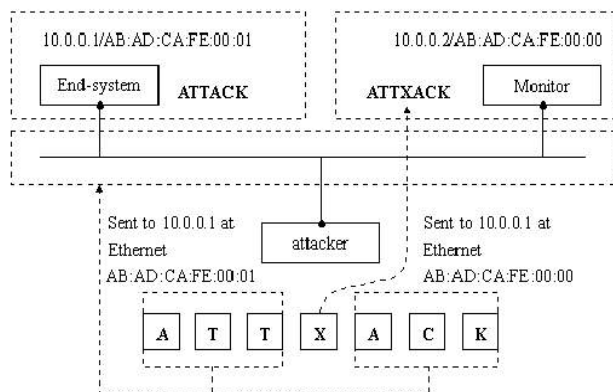 10.0.0.1/AB:AD:CA:FE:00:01
10.0.0.2/AB:AD:CA:FE:00:00
End-system
ATTACK
ATTXACK
Monitor
Sent to 10.0.0.1 at
Ethernet
AB:AD:CA:FE:00:01
attacker
Sent to 10.0.0.1 at
Ethernet
AB:AD:CA:FE:00:00
A T T X A C K